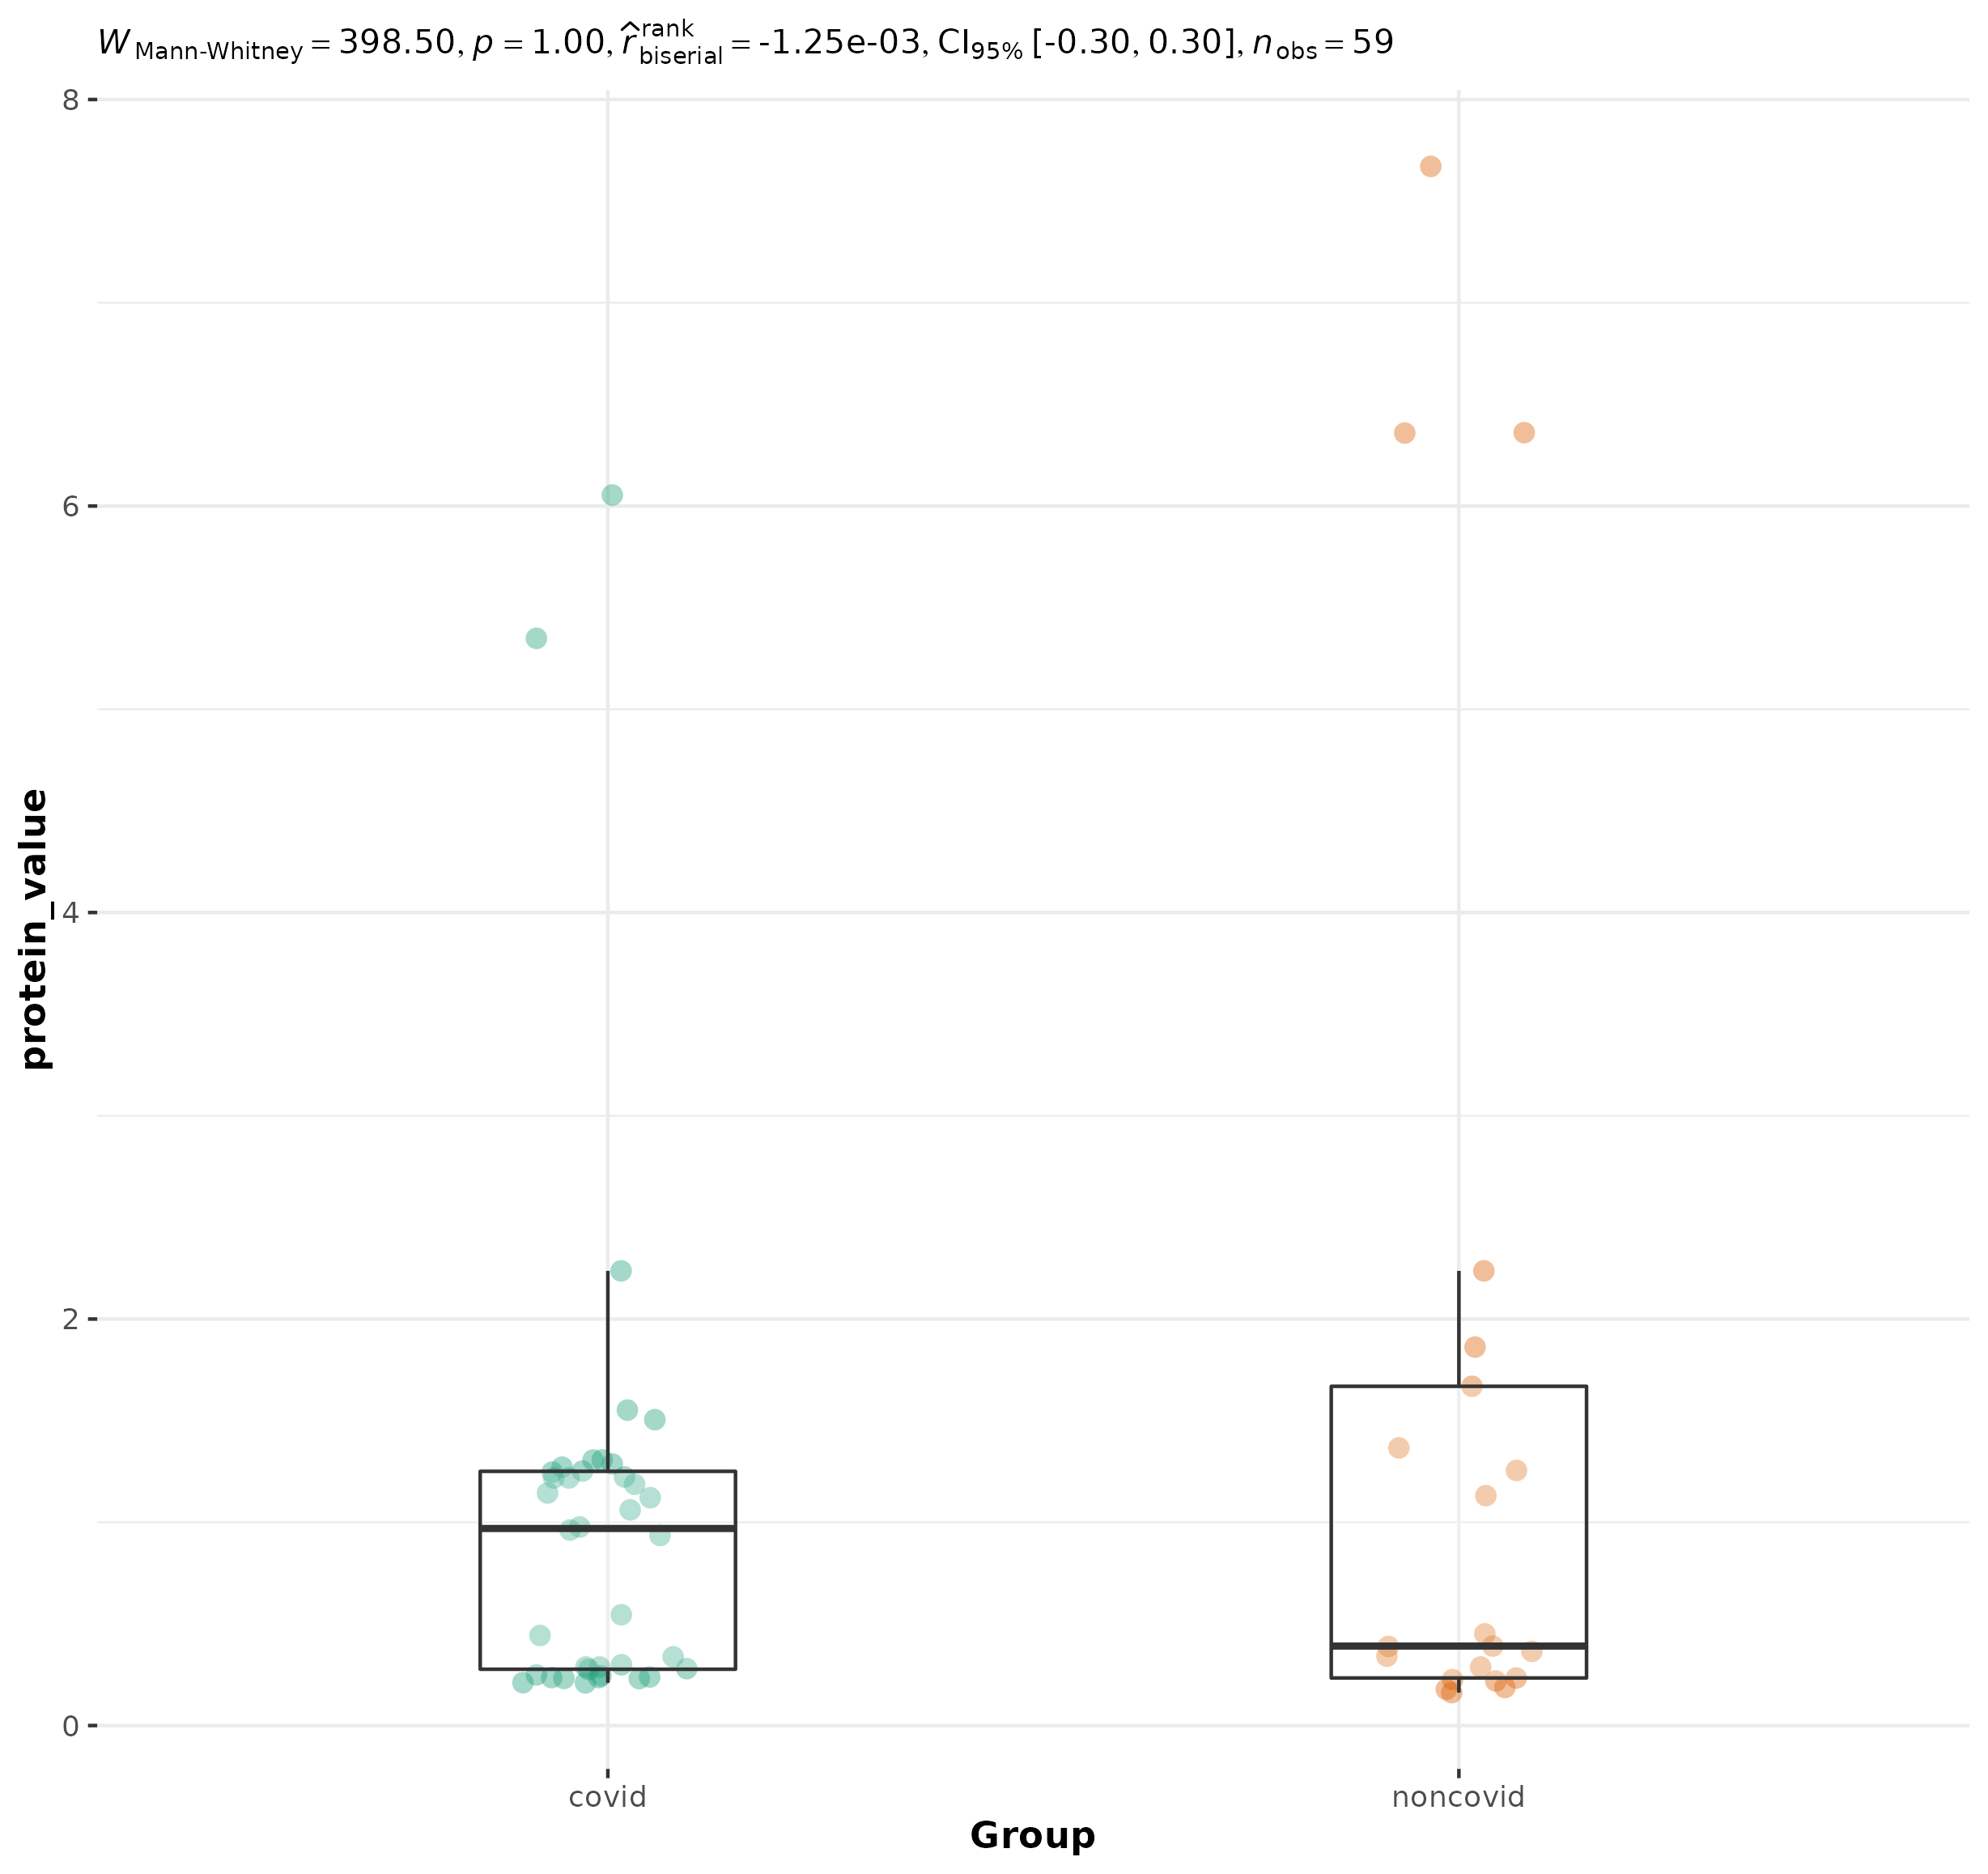 W Mann-Whitney = 398.50, p = 1.00, r̂ rank biserial = -1.25e-03, CI95% [-0.30, 0.30], nobs = 59
8
6
4
2
0
protein_value
covid noncovid
Group